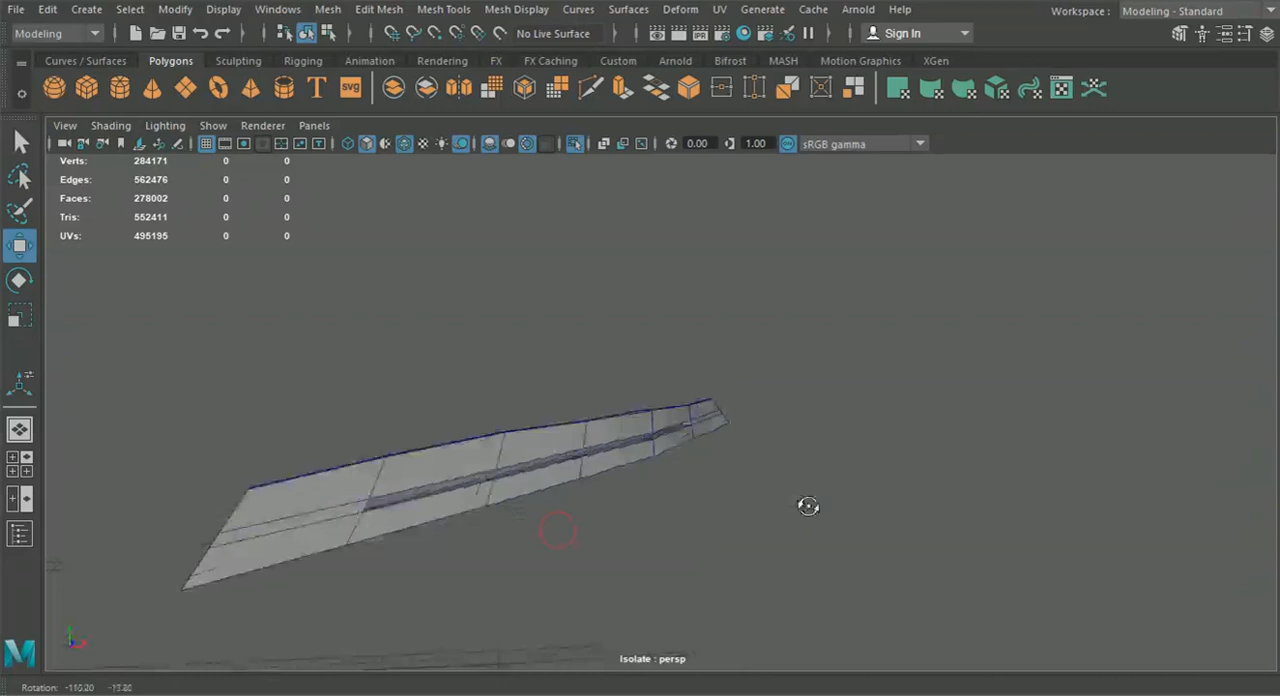 File Edit Create Select Modify Display Windows Mesh Edit Mesh Mesh Tools Mesh Display Curves Surfaces Deform UV Generate Cache Arnold Help Workspace : Modeling - Standard
Modeling No Live Surface Sign In
Curves / Surfaces Polygons Sculpting Rigging Animation Rendering FX FX Caching Custom Arnold Bifrost MASH Motion Graphics XGen
T svg
View Shading Lighting Show Renderer Panels
0.00 1.00 sRGB gamma
Verts: 284171 0 0
Edges: 562476 0 0
Faces: 278002 0 0
Tris: 552411 0 0
UVs: 495195 0 0
Isolate : persp
M
Rotation: